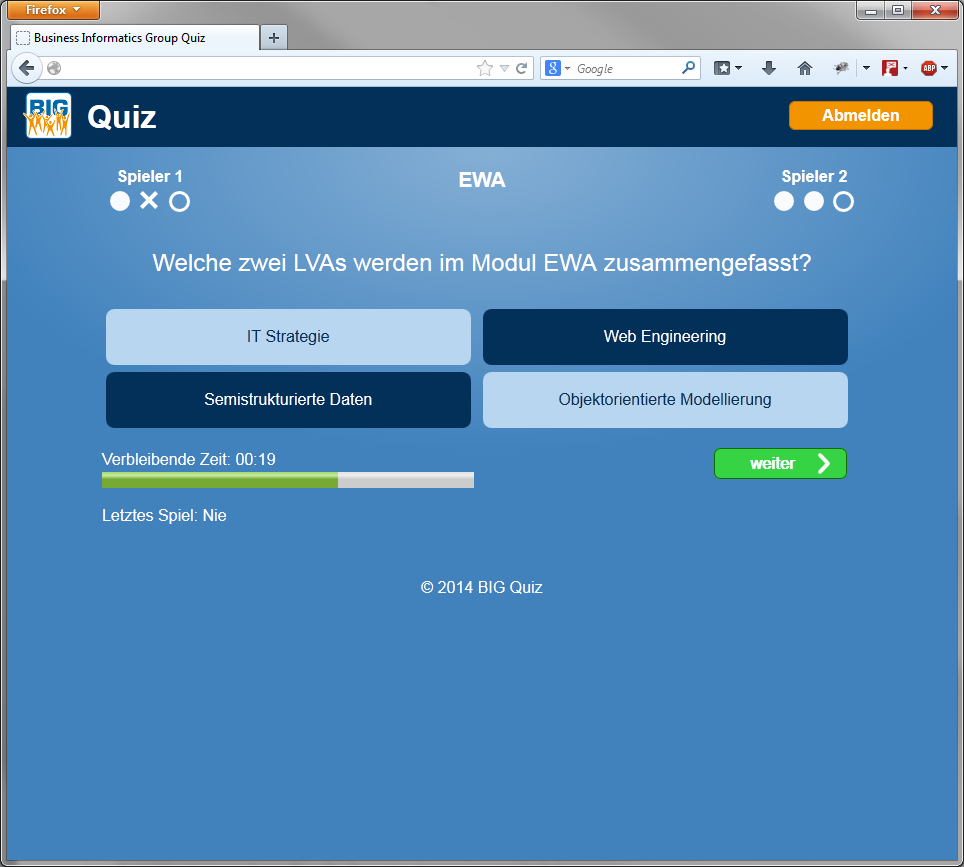 Firefox
Business Informatics Group Quiz
Google
ABP
BIG
Quiz
Abmelden
Spieler 1
EWA
Spieler 2
Welche zwei LVAs werden im Modul EWA zusammengefasst?
IT Strategie
Web Engineering
Semistrukturierte Daten
Objektorientierte Modellierung
Verbleibende Zeit: 00:19
weiter
Letztes Spiel: Nie
© 2014 BIG Quiz